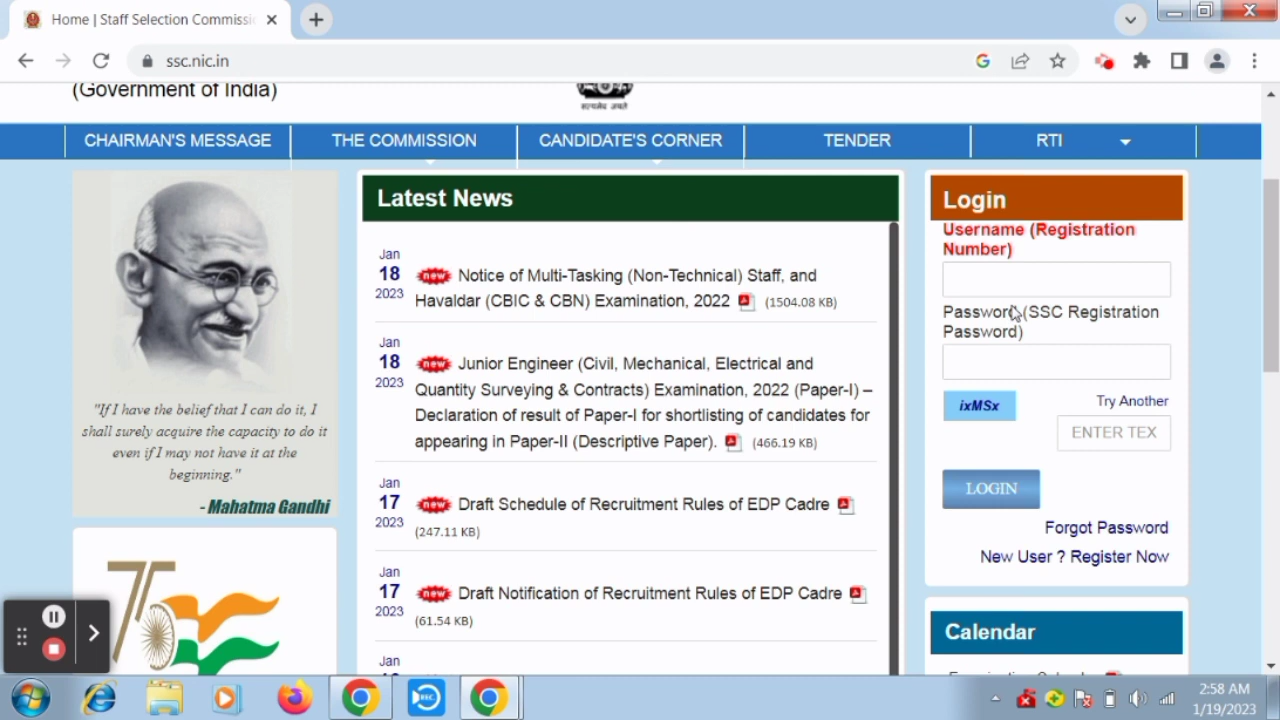 Home | Staff Selection Commissi
ssc.nic.in
(Government of India)
सत्यमेव जयते
CHAIRMAN'S MESSAGE
THE COMMISSION
CANDIDATE'S CORNER
TENDER
RTI
"If I have the belief that I can do it, I
shall surely acquire the capacity to do it
even if I may not have it at the
beginning."
- Mahatma Gandhi
75
Latest News
Jan
18
2023
new Notice of Multi-Tasking (Non-Technical) Staff, and
Havaldar (CBIC & CBN) Examination, 2022 (1504.08 KB)
Jan
18
2023
new Junior Engineer (Civil, Mechanical, Electrical and
Quantity Surveying & Contracts) Examination, 2022 (Paper-I) –
Declaration of result of Paper-I for shortlisting of candidates for
appearing in Paper-II (Descriptive Paper). (466.19 KB)
Jan
17
2023
new Draft Schedule of Recruitment Rules of EDP Cadre
(247.11 KB)
Jan
17
2023
new Draft Notification of Recruitment Rules of EDP Cadre
(61.54 KB)
Jan
Login
Username (Registration
Number)
Password (SSC Registration
Password)
ixMSx
Try Another
ENTER TEX
LOGIN
Forgot Password
New User ? Register Now
Calendar
2:58 AM
1/19/2023